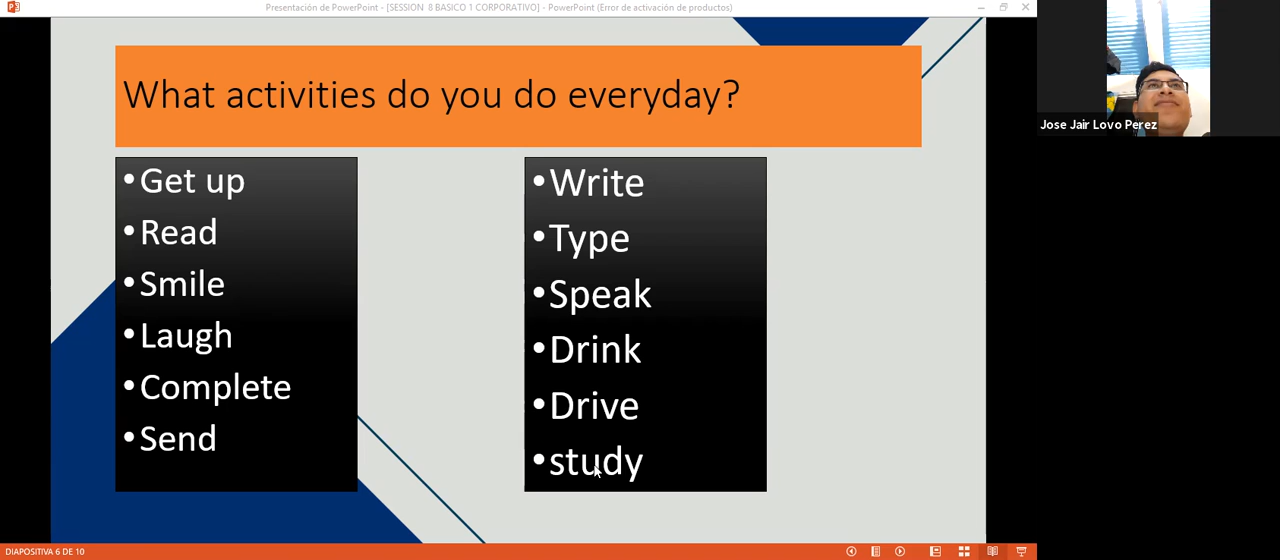 Presentación de PowerPoint - [SESSION 8 BASICO 1 CORPORATIVO] - PowerPoint (Error de activación de productos)
What activities do you do everyday?
•Get up
•Read
•Smile
•Laugh
•Complete
•Send
•Write
•Type
•Speak
•Drink
•Drive
•study
Jose Jair Lovo Perez
DIAPOSITIVA 6 DE 10